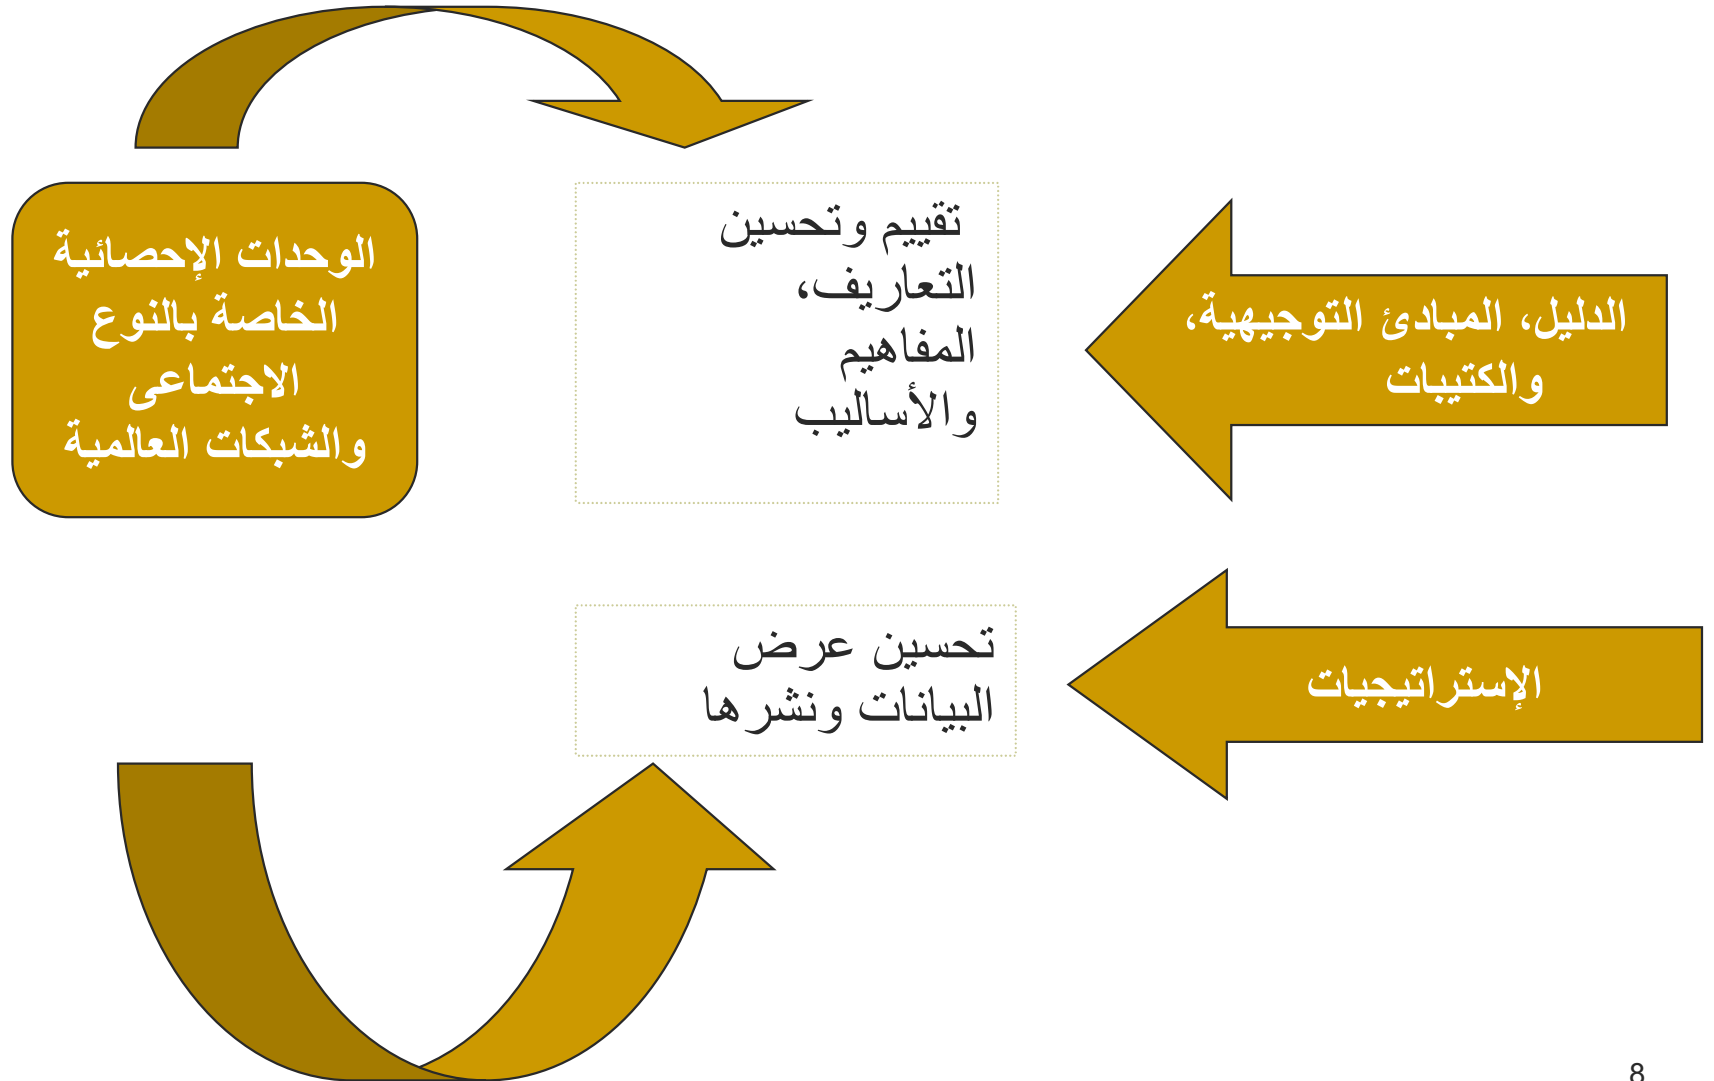 الدليل، المبادئ التوجيهية،
والكتيبات
تقييم وتحسين
التعاريف،
المفاهيم
والأساليب
الوحدات الإحصائية
الخاصة بالنوع
الاجتماعى
والشبكات العالمية
الإستراتيجيات
تحسين عرض
البيانات ونشرها
8